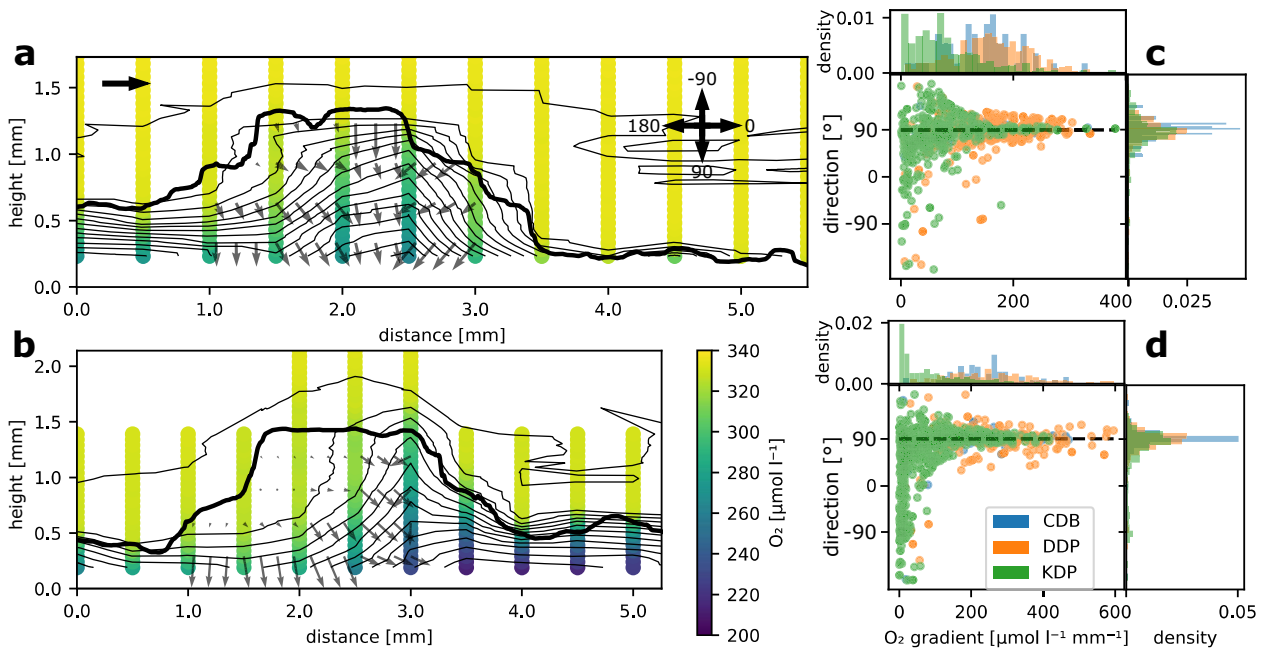 a
height [mm]
1.5
1.0
0.5
0.0
-90
180
0
90
0.0 1.0 2.0 3.0 4.0 5.0
distance [mm]
b
height [mm]
2.0
1.5
1.0
0.5
0.0
0.0 1.0 2.0 3.0 4.0 5.0
distance [mm]
340
320
300
280
260
240
220
200
O₂ [µmol l⁻¹]
c
density
0.01
0.00
direction [°]
90
0
-90
0 200 400
0.025
d
density
0.02
0.00
direction [°]
90
0
-90
CDB
DDP
KDP
0 200 400 600
0.05
O₂ gradient [µmol l⁻¹ mm⁻¹]
density